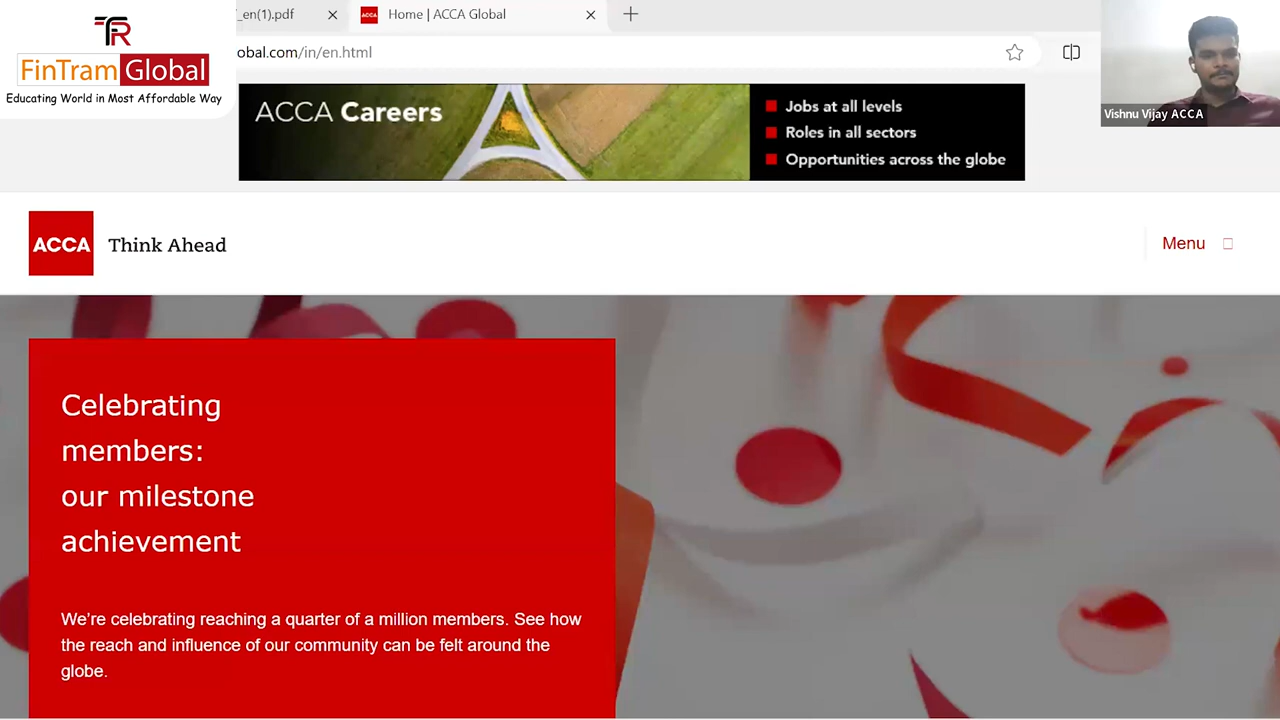 TR
FinTram Global
Educating World in Most Affordable Way
_en(1).pdf
ACCA
Home | ACCA Global
obal.com/in/en.html
ACCA Careers
Jobs at all levels
Roles in all sectors
Opportunities across the globe
Vishnu Vijay ACCA
ACCA
Think Ahead
Menu
Celebrating
members:
our milestone
achievement
We're celebrating reaching a quarter of a million members. See how
the reach and influence of our community can be felt around the
globe.